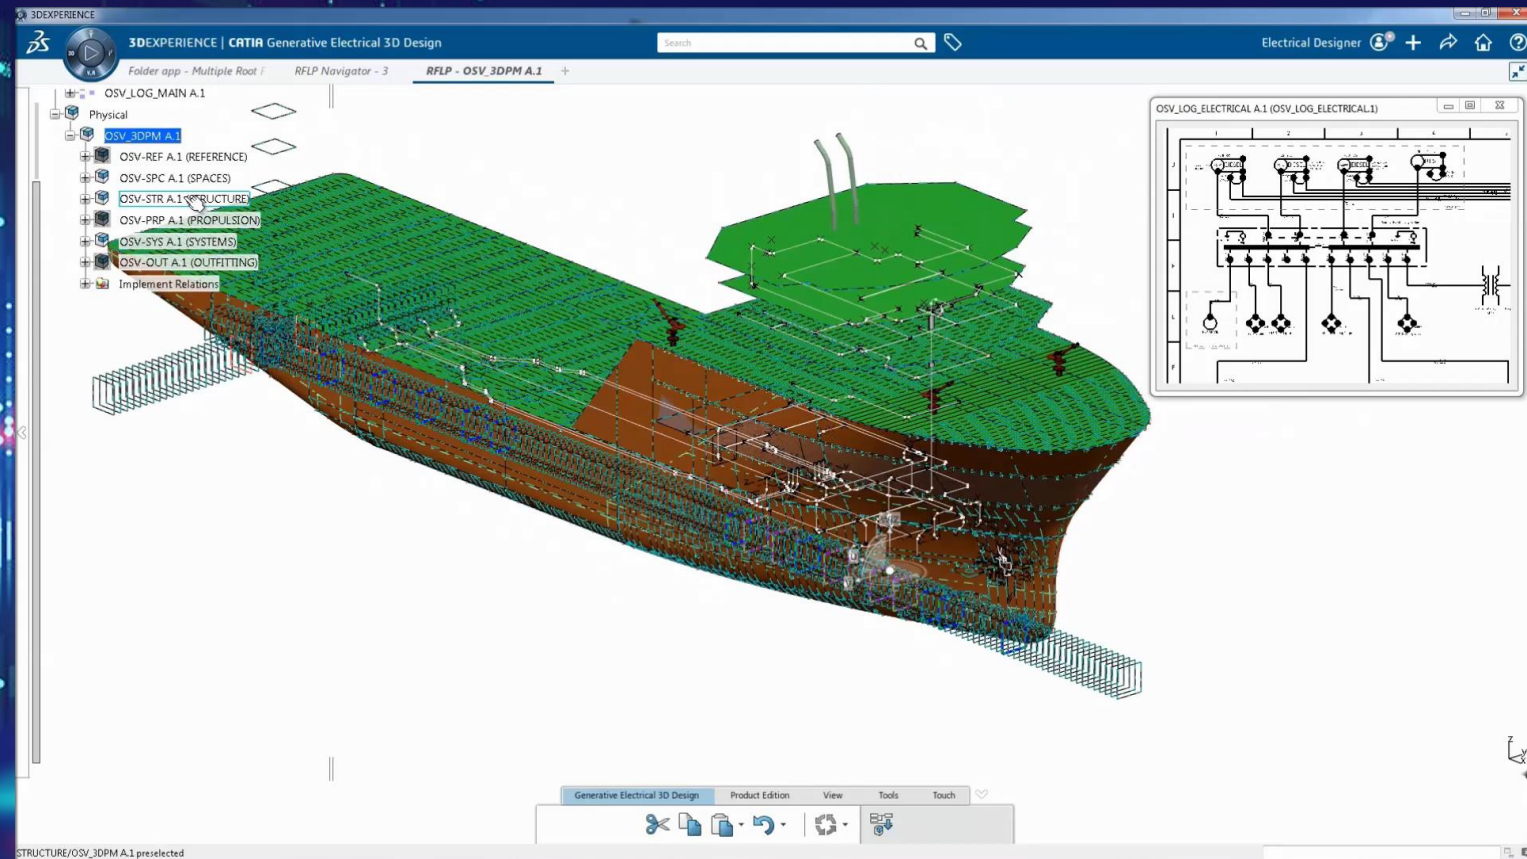 3DEXPERIENCE
3DEXPERIENCE | CATIA Generative Electrical 3D Design
Search
Electrical Designer
Folder app - Multiple Root
RFLP Navigator - 3
RFLP - OSV_3DPM A.1
OSV_LOG_MAIN A.1
Physical
OSV_3DPM A.1
OSV-REF A.1 (REFERENCE)
OSV-SPC A.1 (SPACES)
OSV-STR A.1 (STRUCTURE)
OSV-PRP A.1 (PROPULSION)
OSV-SYS A.1 (SYSTEMS)
OSV-OUT A.1 (OUTFITTING)
Implement Relations
OSV_LOG_ELECTRICAL A.1 (OSV_LOG_ELECTRICAL.1)
Generative Electrical 3D Design
Product Edition
View
Tools
Touch
STRUCTURE/OSV_3DPM A.1 preselected